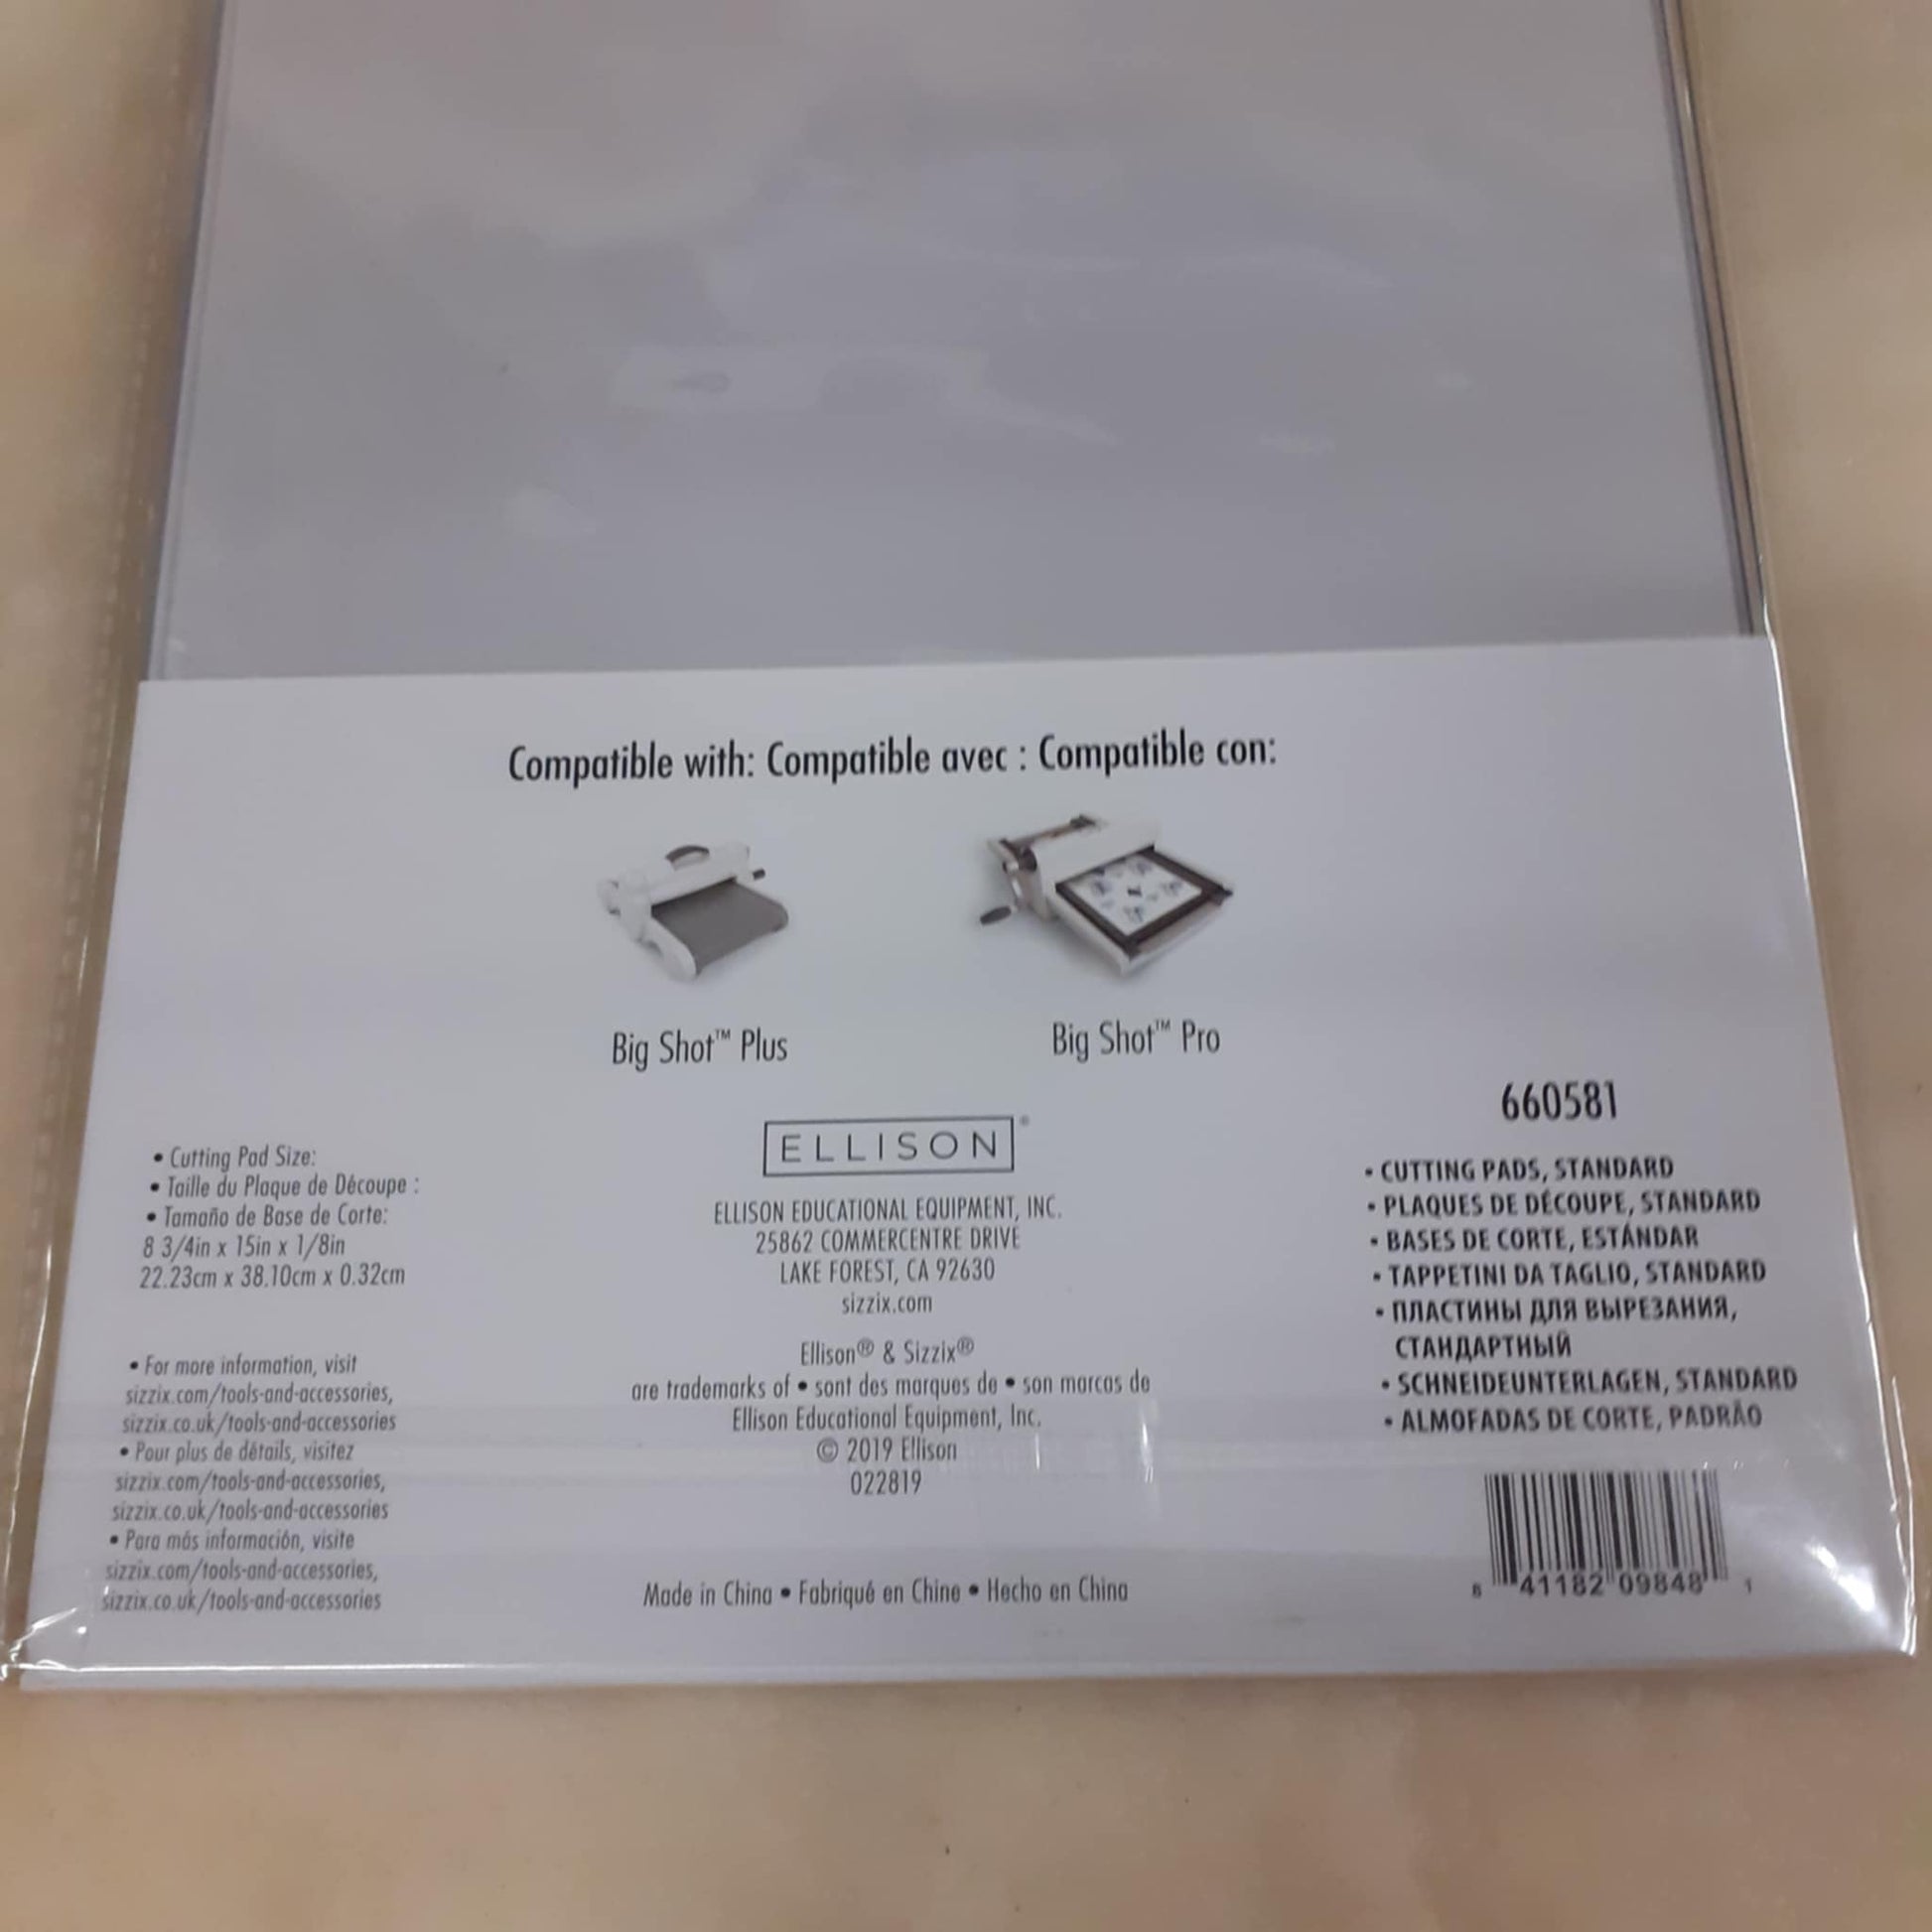 Compatible with: Compatible avec : Compatible con:
Big Shot™ Plus
Big Shot™ Pro
• Cutting Pad Size:
• Taille du Plaque de Découpe :
• Tamaño de Base de Corte:
8 3/4in x 15in x 1/8in
22.23cm x 38.10cm x 0.32cm
• For more information, visit
sizzix.com/tools-and-accessories,
sizzix.co.uk/tools-and-accessories
• Pour plus de détails, visitez
sizzix.com/tools-and-accessories,
sizzix.co.uk/tools-and-accessories
• Para más información, visite
sizzix.com/tools-and-accessories,
sizzix.co.uk/tools-and-accessories
ELLISON®
ELLISON EDUCATIONAL EQUIPMENT, INC.
25862 COMMERCENTRE DRIVE
LAKE FOREST, CA 92630
sizzix.com
Ellison® & Sizzix®
are trademarks of • sont des marques de • son marcas de
Ellison Educational Equipment, Inc.
© 2019 Ellison
022819
Made in China • Fabriqué en Chine • Hecho en China
660581
• CUTTING PADS, STANDARD
• PLAQUES DE DÉCOUPE, STANDARD
• BASES DE CORTE, ESTÁNDAR
• TAPPETINI DA TAGLIO, STANDARD
• ПЛАСТИНЫ ДЛЯ ВЫРЕЗАНИЯ,
СТАНДАРТНЫЙ
• SCHNEIDEUNTERLAGEN, STANDARD
• ALMOFADAS DE CORTE, PADRÃO
8 41182 09848 1